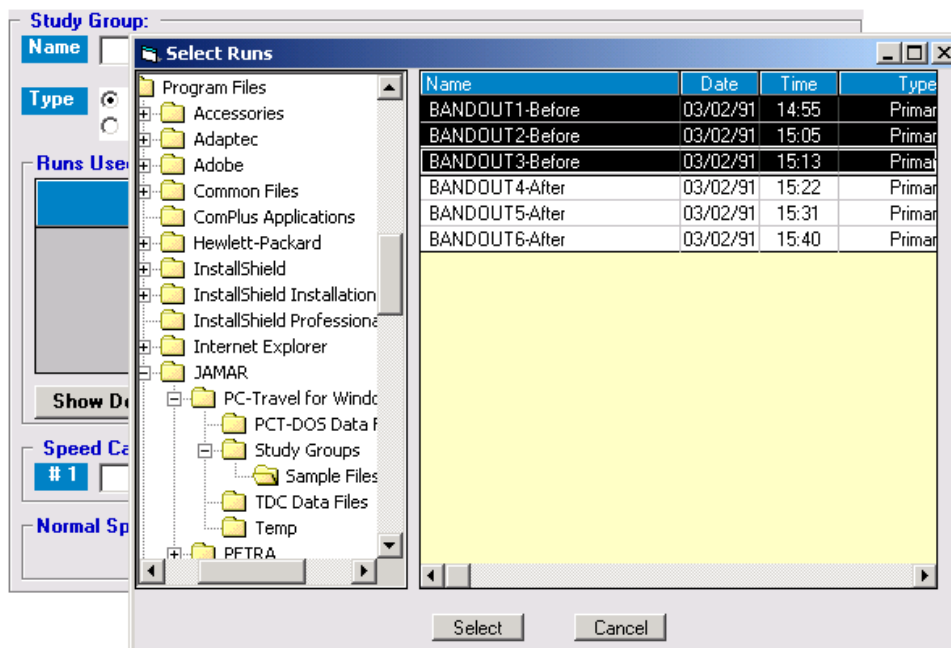 Study Group:
Name
Select Runs
Type
Runs Use
Show De
Speed Ca
# 1
Normal Sp
Program Files
Accessories
Adaptec
Adobe
Common Files
ComPlus Applications
Hewlett-Packard
InstallShield
InstallShield Installation
InstallShield Professiona
Internet Explorer
JAMAR
PC-Travel for Windo
PCT-DOS Data F
Study Groups
Sample Files
TDC Data Files
Temp
PETRA
Name Date Time Type
BANDOUT1-Before 03/02/91 14:55 Primar
BANDOUT2-Before 03/02/91 15:05 Primar
BANDOUT3-Before 03/02/91 15:13 Primar
BANDOUT4-After 03/02/91 15:22 Primar
BANDOUT5-After 03/02/91 15:31 Primar
BANDOUT6-After 03/02/91 15:40 Primar
Select Cancel